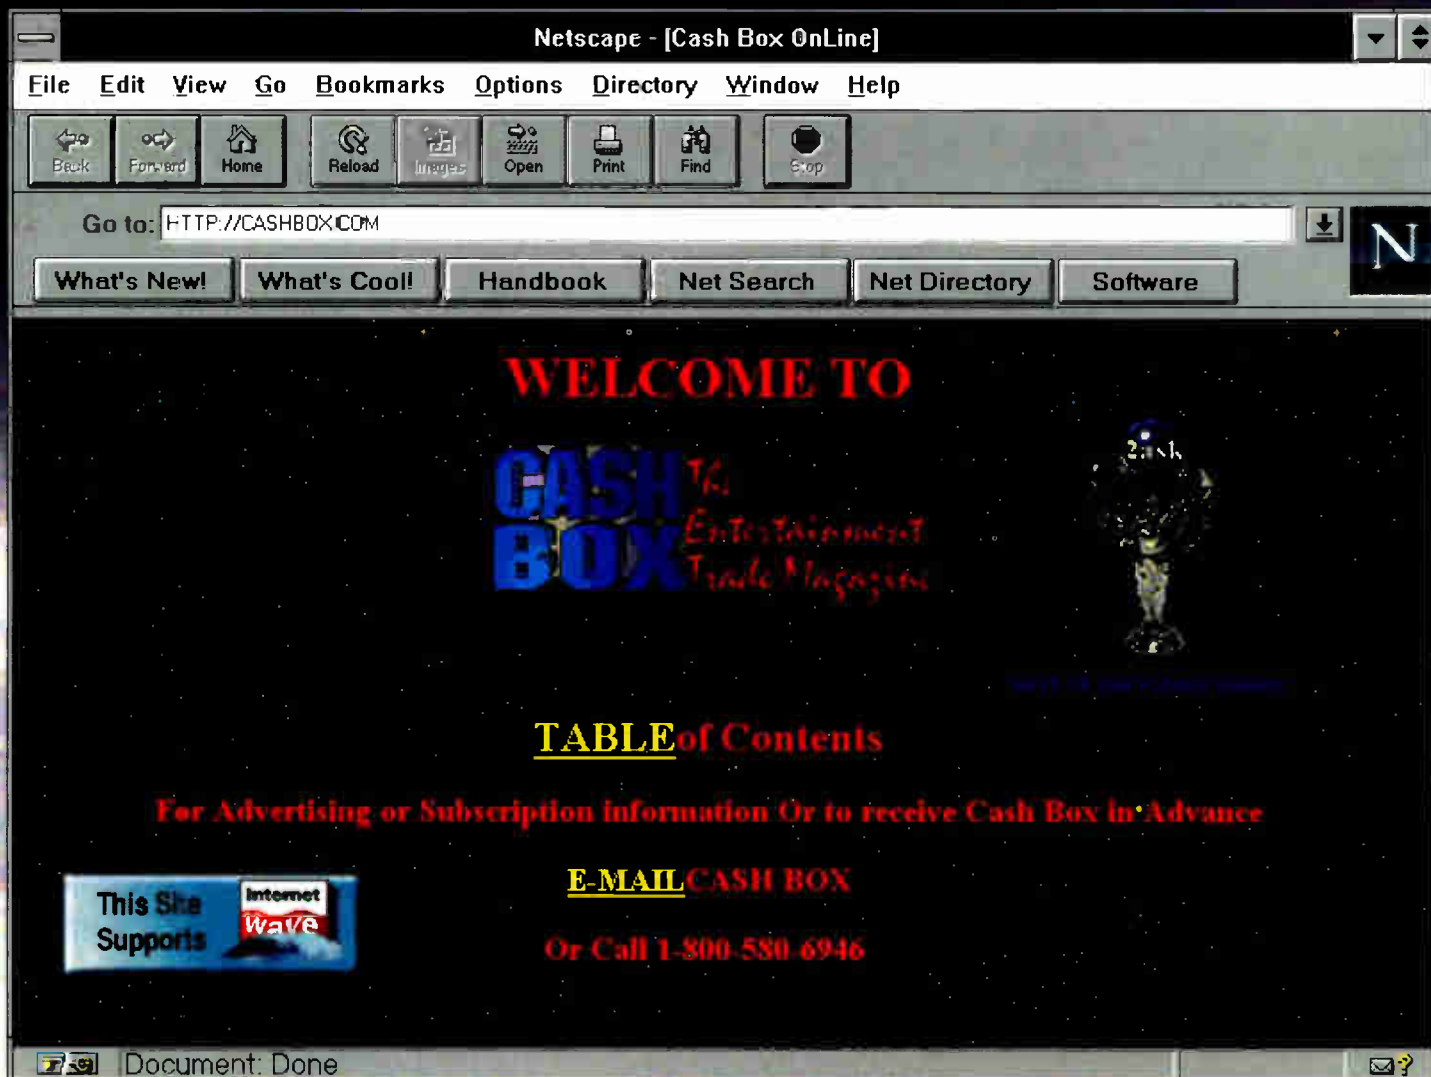 Netscape - [Cash Box OnLine]
File Edit View Go Bookmarks Options Directory Window Help
Back Forward Home Reload Images Open Print Find Stop
Go to: HTTP://CASHBOX.COM
N
What's New! What's Cool! Handbook Net Search Net Directory Software
WELCOME TO
CASH BOX
The
Entertainment
Trade Magazine
TABLE of Contents
For Advertising or Subscription information Or to receive Cash Box in Advance
E-MAIL CASH BOX
Or Call 1-800-580-6946
This Site
Supports
Internet
wave
Document: Done